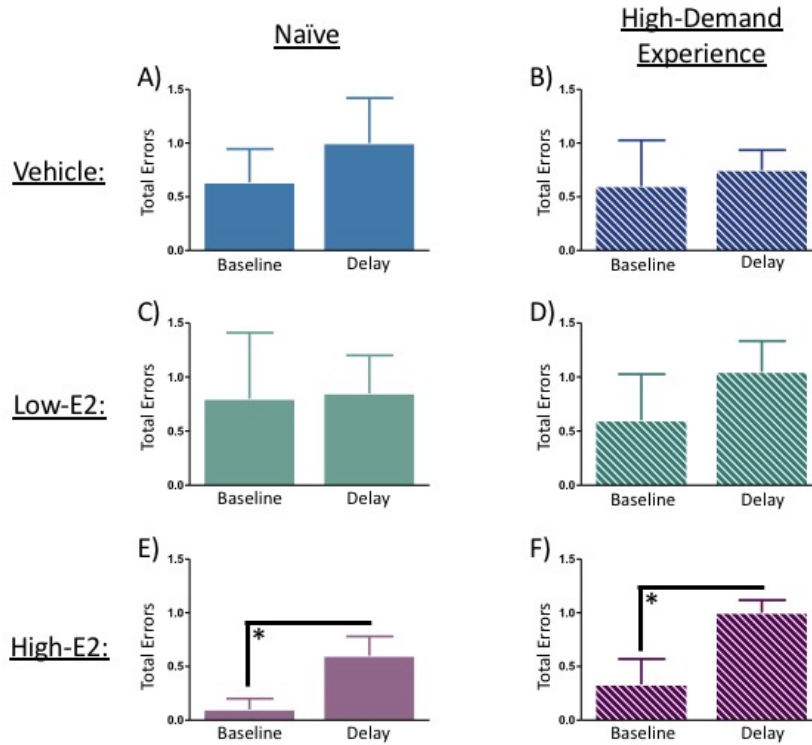 Naïve
High-Demand
Experience
Vehicle:
A)
Total Errors
1.5
1.0
0.5
0.0
Baseline Delay
B)
Total Errors
1.5
1.0
0.5
0.0
Baseline Delay
Low-E2:
C)
Total Errors
1.5
1.0
0.5
0.0
Baseline Delay
D)
Total Errors
1.5
1.0
0.5
0.0
Baseline Delay
High-E2:
E)
Total Errors
1.5
1.0
0.5
0.0
*
Baseline Delay
F)
Total Errors
1.5
1.0
0.5
0.0
*
Baseline Delay